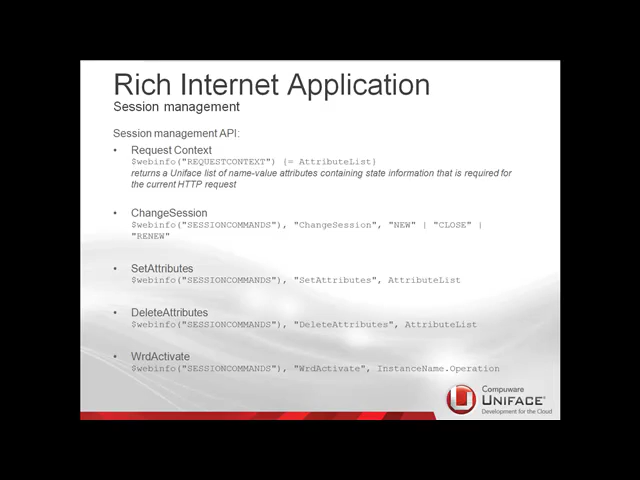 Rich Internet Application
Session management
Session management API:
• Request Context
$webinfo("REQUESTCONTEXT") {= AttributeList}
returns a Uniface list of name-value attributes containing state information that is required for
the current HTTP request
• ChangeSession
$webinfo("SESSIONCOMMANDS"), "ChangeSession", "NEW" | "CLOSE" |
"RENEW"
• SetAttributes
$webinfo("SESSIONCOMMANDS"), "SetAttributes", AttributeList
• DeleteAttributes
$webinfo("SESSIONCOMMANDS"), "DeleteAttributes", AttributeList
• WrdActivate
$webinfo("SESSIONCOMMANDS"), "WrdActivate", InstanceName.Operation
Compuware
UNIFACE®
Development for the Cloud